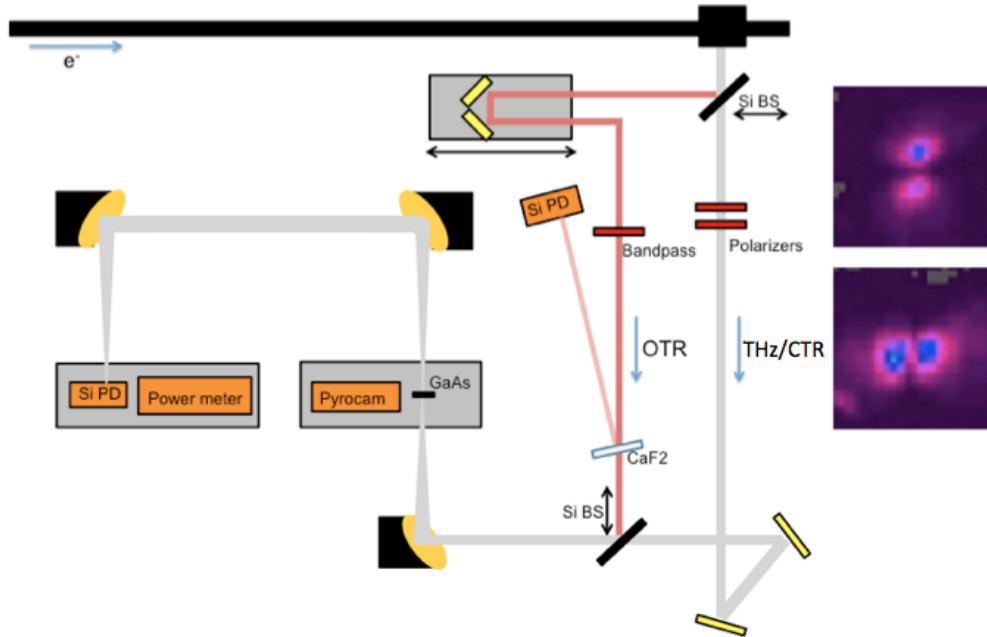 e⁻
Si BS
Si PD
Bandpass
Polarizers
OTR
THz/CTR
GaAs
Si PD
Power meter
Pyrocam
CaF2
Si BS